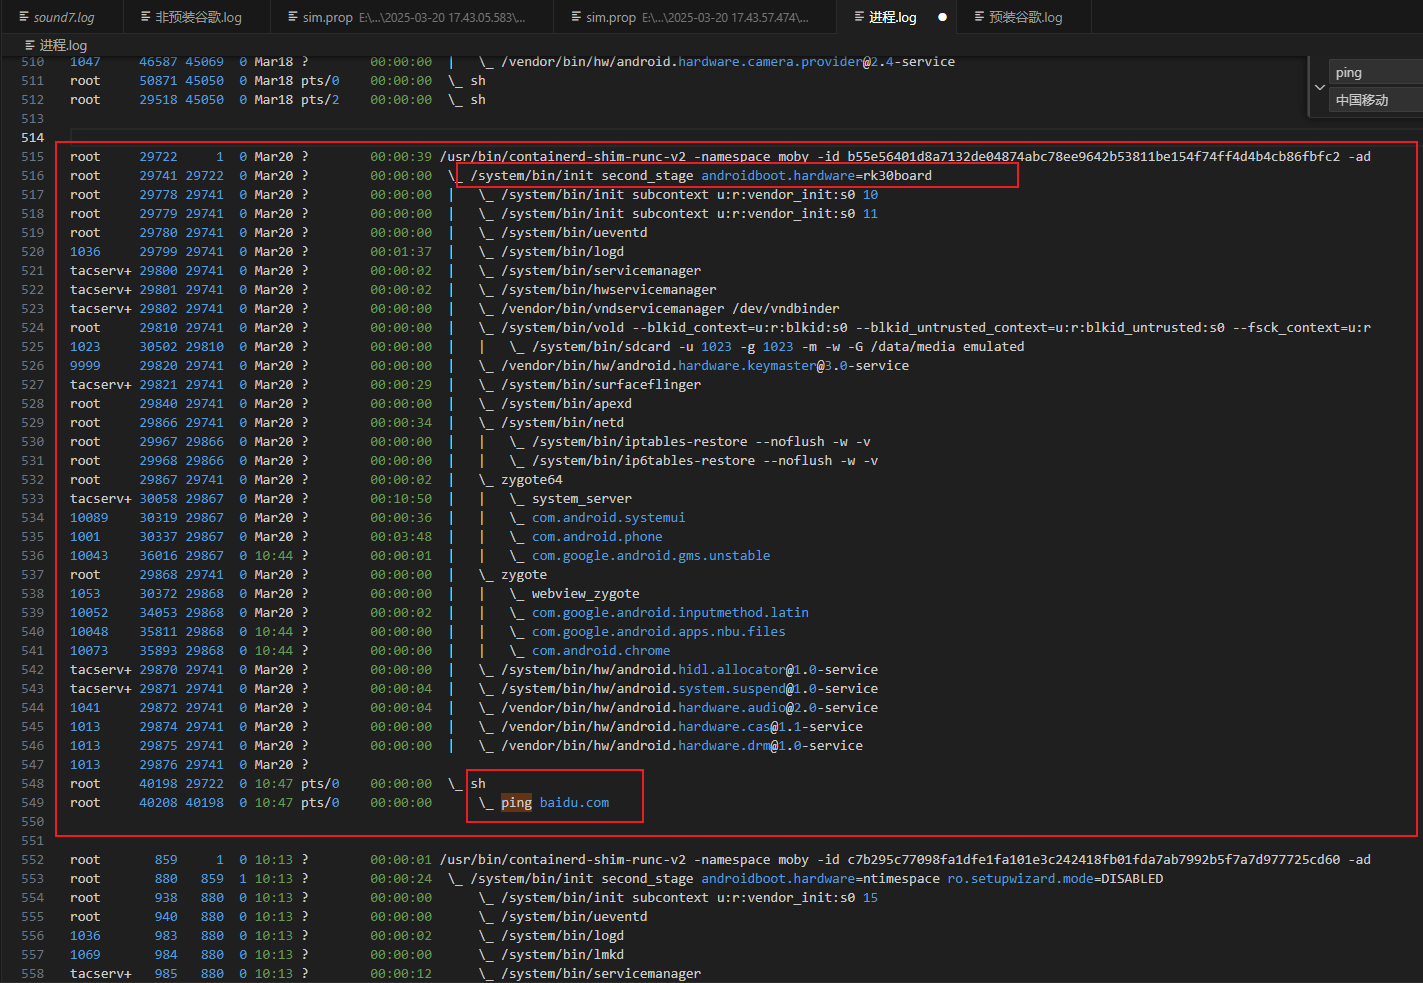 sound7.log 非预装谷歌.log sim.prop E:\...\2025-03-20 17.43.05.583\... sim.prop E:\...\2025-03-20 17.43.57.474\... 进程.log ● 预装谷歌.log
进程.log
ping
中国移动
510 1047 46587 45069 0 Mar18 ? 00:00:00 | \_ /vendor/bin/hw/android.hardware.camera.provider@2.4-service
511 root 50871 45050 0 Mar18 pts/0 00:00:00 \_ sh
512 root 29518 45050 0 Mar18 pts/2 00:00:00 \_ sh
513
514
515 root 29722 1 0 Mar20 ? 00:00:39 /usr/bin/containerd-shim-runc-v2 -namespace moby -id b55e56401d8a7132de04874abc78ee9642b53811be154f74ff4d4b4cb86fbfc2 -ad
516 root 29741 29722 0 Mar20 ? 00:00:00 \_ /system/bin/init second_stage androidboot.hardware=rk30board
517 root 29778 29741 0 Mar20 ? 00:00:00 | \_ /system/bin/init subcontext u:r:vendor_init:s0 10
518 root 29779 29741 0 Mar20 ? 00:00:00 | \_ /system/bin/init subcontext u:r:vendor_init:s0 11
519 root 29780 29741 0 Mar20 ? 00:00:00 | \_ /system/bin/ueventd
520 1036 29799 29741 0 Mar20 ? 00:01:37 | \_ /system/bin/logd
521 tacserv+ 29800 29741 0 Mar20 ? 00:00:02 | \_ /system/bin/servicemanager
522 tacserv+ 29801 29741 0 Mar20 ? 00:00:02 | \_ /system/bin/hwservicemanager
523 tacserv+ 29802 29741 0 Mar20 ? 00:00:00 | \_ /vendor/bin/vndservicemanager /dev/vndbinder
524 root 29810 29741 0 Mar20 ? 00:00:00 | \_ /system/bin/vold --blkid_context=u:r:blkid:s0 --blkid_untrusted_context=u:r:blkid_untrusted:s0 --fsck_context=u:r
525 1023 30502 29810 0 Mar20 ? 00:00:00 | | \_ /system/bin/sdcard -u 1023 -g 1023 -m -w -G /data/media emulated
526 9999 29820 29741 0 Mar20 ? 00:00:00 | \_ /vendor/bin/hw/android.hardware.keymaster@3.0-service
527 tacserv+ 29821 29741 0 Mar20 ? 00:00:29 | \_ /system/bin/surfaceflinger
528 root 29840 29741 0 Mar20 ? 00:00:00 | \_ /system/bin/apexd
529 root 29866 29741 0 Mar20 ? 00:00:34 | \_ /system/bin/netd
530 root 29967 29866 0 Mar20 ? 00:00:00 | | \_ /system/bin/iptables-restore --noflush -w -v
531 root 29968 29866 0 Mar20 ? 00:00:00 | | \_ /system/bin/ip6tables-restore --noflush -w -v
532 root 29867 29741 0 Mar20 ? 00:00:02 | \_ zygote64
533 tacserv+ 30058 29867 0 Mar20 ? 00:10:50 | | \_ system_server
534 10089 30319 29867 0 Mar20 ? 00:00:36 | | \_ com.android.systemui
535 1001 30337 29867 0 Mar20 ? 00:03:48 | | \_ com.android.phone
536 10043 36016 29867 0 10:44 ? 00:00:01 | | \_ com.google.android.gms.unstable
537 root 29868 29741 0 Mar20 ? 00:00:00 | \_ zygote
538 1053 30372 29868 0 Mar20 ? 00:00:00 | | \_ webview_zygote
539 10052 34053 29868 0 Mar20 ? 00:00:02 | | \_ com.google.android.inputmethod.latin
540 10048 35811 29868 0 10:44 ? 00:00:00 | | \_ com.google.android.apps.nbu.files
541 10073 35893 29868 0 10:44 ? 00:00:00 | | \_ com.android.chrome
542 tacserv+ 29870 29741 0 Mar20 ? 00:00:00 | \_ /system/bin/hw/android.hidl.allocator@1.0-service
543 tacserv+ 29871 29741 0 Mar20 ? 00:00:04 | \_ /system/bin/hw/android.system.suspend@1.0-service
544 1041 29872 29741 0 Mar20 ? 00:00:04 | \_ /vendor/bin/hw/android.hardware.audio@2.0-service
545 1013 29874 29741 0 Mar20 ? 00:00:00 | \_ /vendor/bin/hw/android.hardware.cas@1.1-service
546 1013 29875 29741 0 Mar20 ? 00:00:00 | \_ /vendor/bin/hw/android.hardware.drm@1.0-service
547 1013 29876 29741 0 Mar20 ?
548 root 40198 29722 0 10:47 pts/0 00:00:00 \_ sh
549 root 40208 40198 0 10:47 pts/0 00:00:00 \_ ping baidu.com
550
551
552 root 859 1 0 10:13 ? 00:00:01 /usr/bin/containerd-shim-runc-v2 -namespace moby -id c7b295c77098fa1dfe1fa101e3c242418fb01fda7ab7992b5f7a7d977725cd60 -ad
553 root 880 859 1 10:13 ? 00:00:24 \_ /system/bin/init second_stage androidboot.hardware=ntimespace ro.setupwizard.mode=DISABLED
554 root 938 880 0 10:13 ? 00:00:00 \_ /system/bin/init subcontext u:r:vendor_init:s0 15
555 root 940 880 0 10:13 ? 00:00:00 \_ /system/bin/ueventd
556 1036 983 880 0 10:13 ? 00:00:02 \_ /system/bin/logd
557 1069 984 880 0 10:13 ? 00:00:00 \_ /system/bin/lmkd
558 tacserv+ 985 880 0 10:13 ? 00:00:12 \_ /system/bin/servicemanager